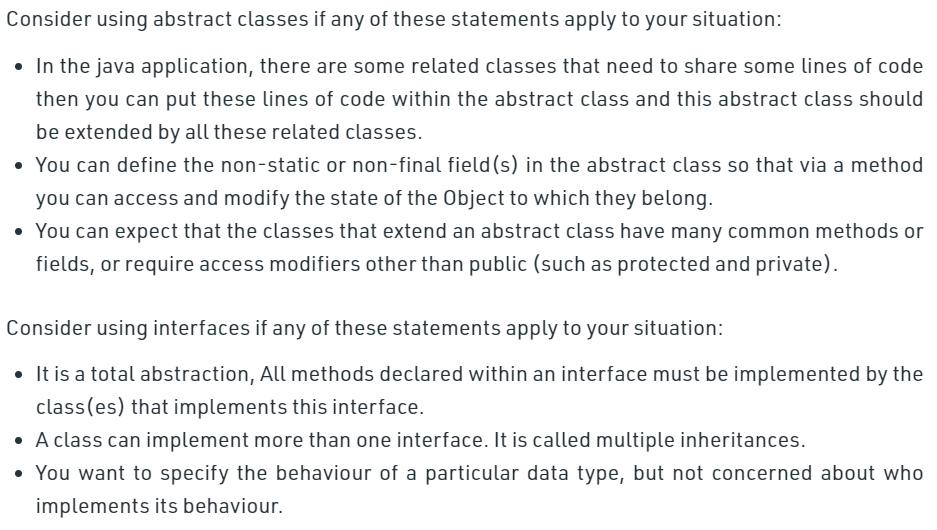 Consider using abstract classes if any of these statements apply to your situation:
• In the java application, there are some related classes that need to share some lines of code
then you can put these lines of code within the abstract class and this abstract class should
be extended by all these related classes.
• You can define the non-static or non-final field(s) in the abstract class so that via a method
you can access and modify the state of the Object to which they belong.
• You can expect that the classes that extend an abstract class have many common methods or
fields, or require access modifiers other than public (such as protected and private).
Consider using interfaces if any of these statements apply to your situation:
• It is a total abstraction, All methods declared within an interface must be implemented by the
class(es) that implements this interface.
• A class can implement more than one interface. It is called multiple inheritances.
• You want to specify the behaviour of a particular data type, but not concerned about who
implements its behaviour.